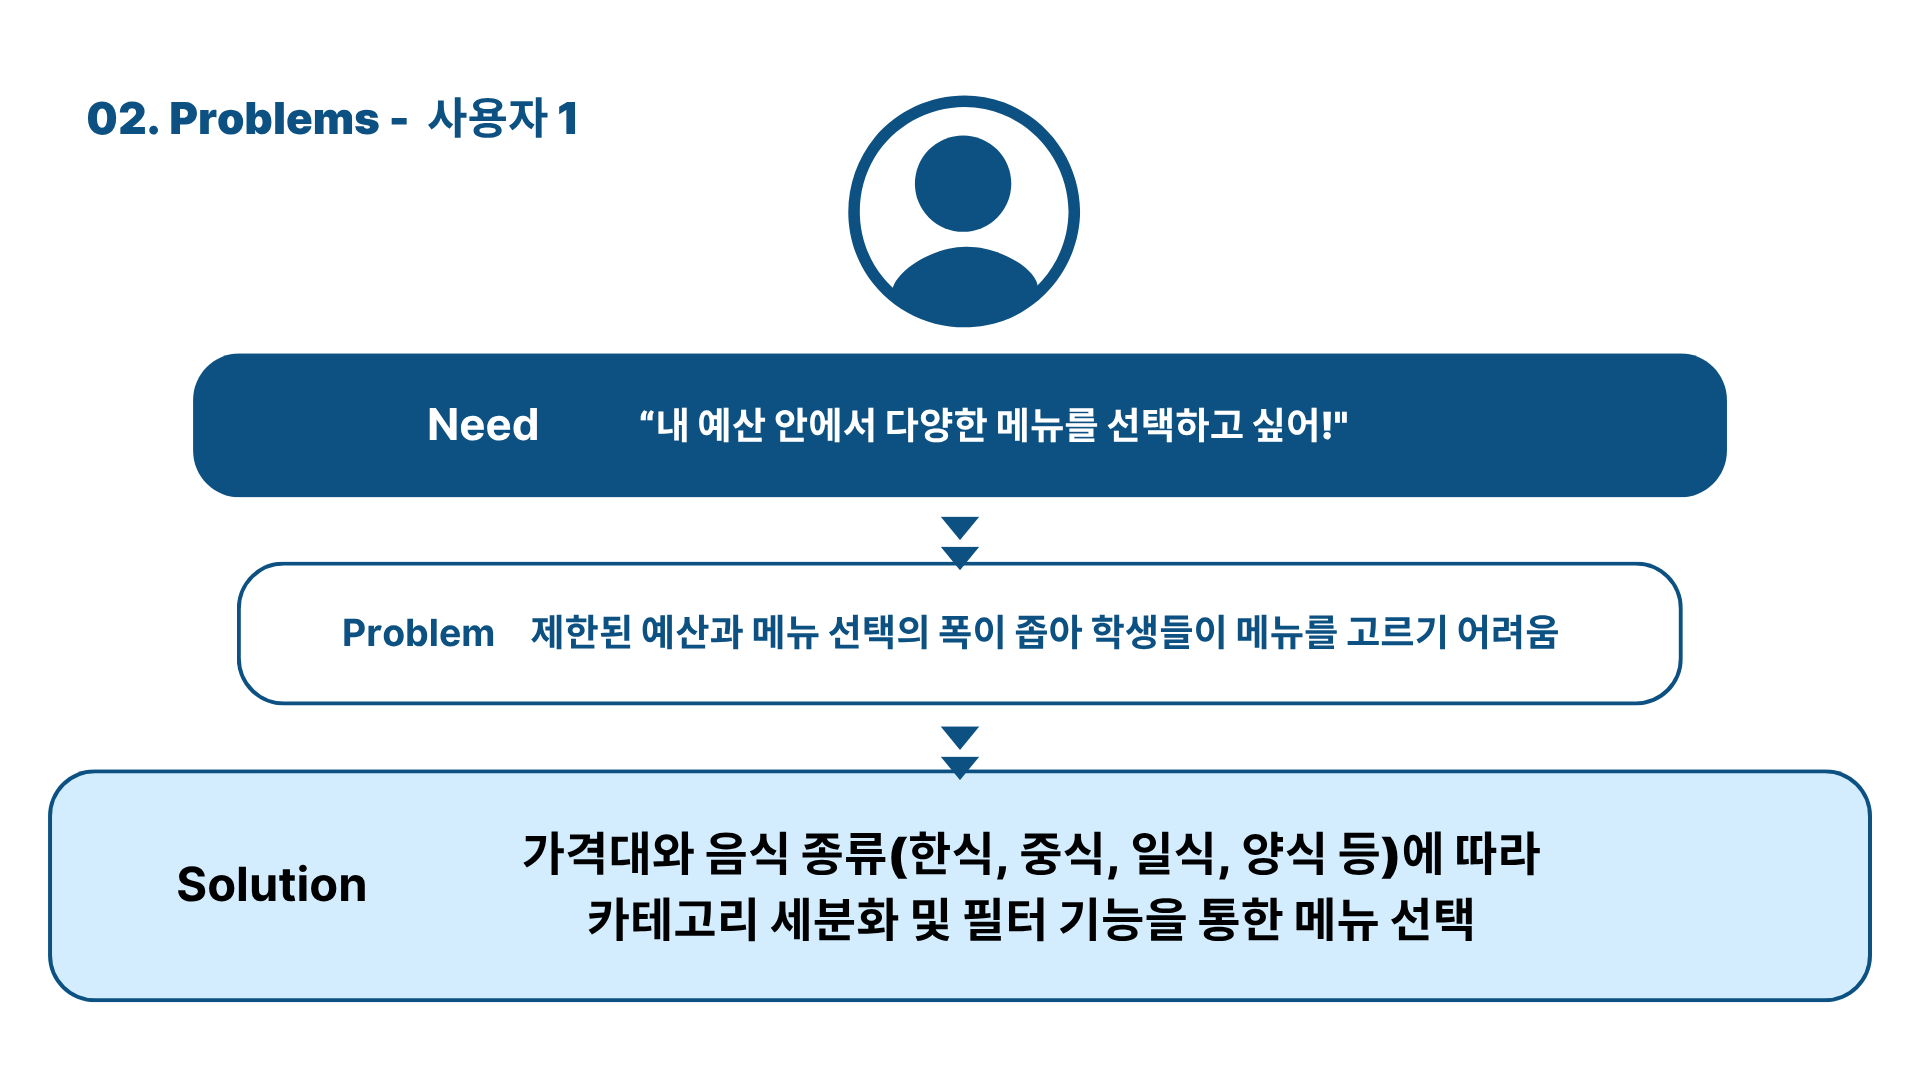 02. Problems - 사용자 1
Need “내 예산 안에서 다양한 메뉴를 선택하고 싶어!"
Problem 제한된 예산과 메뉴 선택의 폭이 좁아 학생들이 메뉴를 고르기 어려움
Solution
가격대와 음식 종류(한식, 중식, 일식, 양식 등)에 따라
카테고리 세분화 및 필터 기능을 통한 메뉴 선택